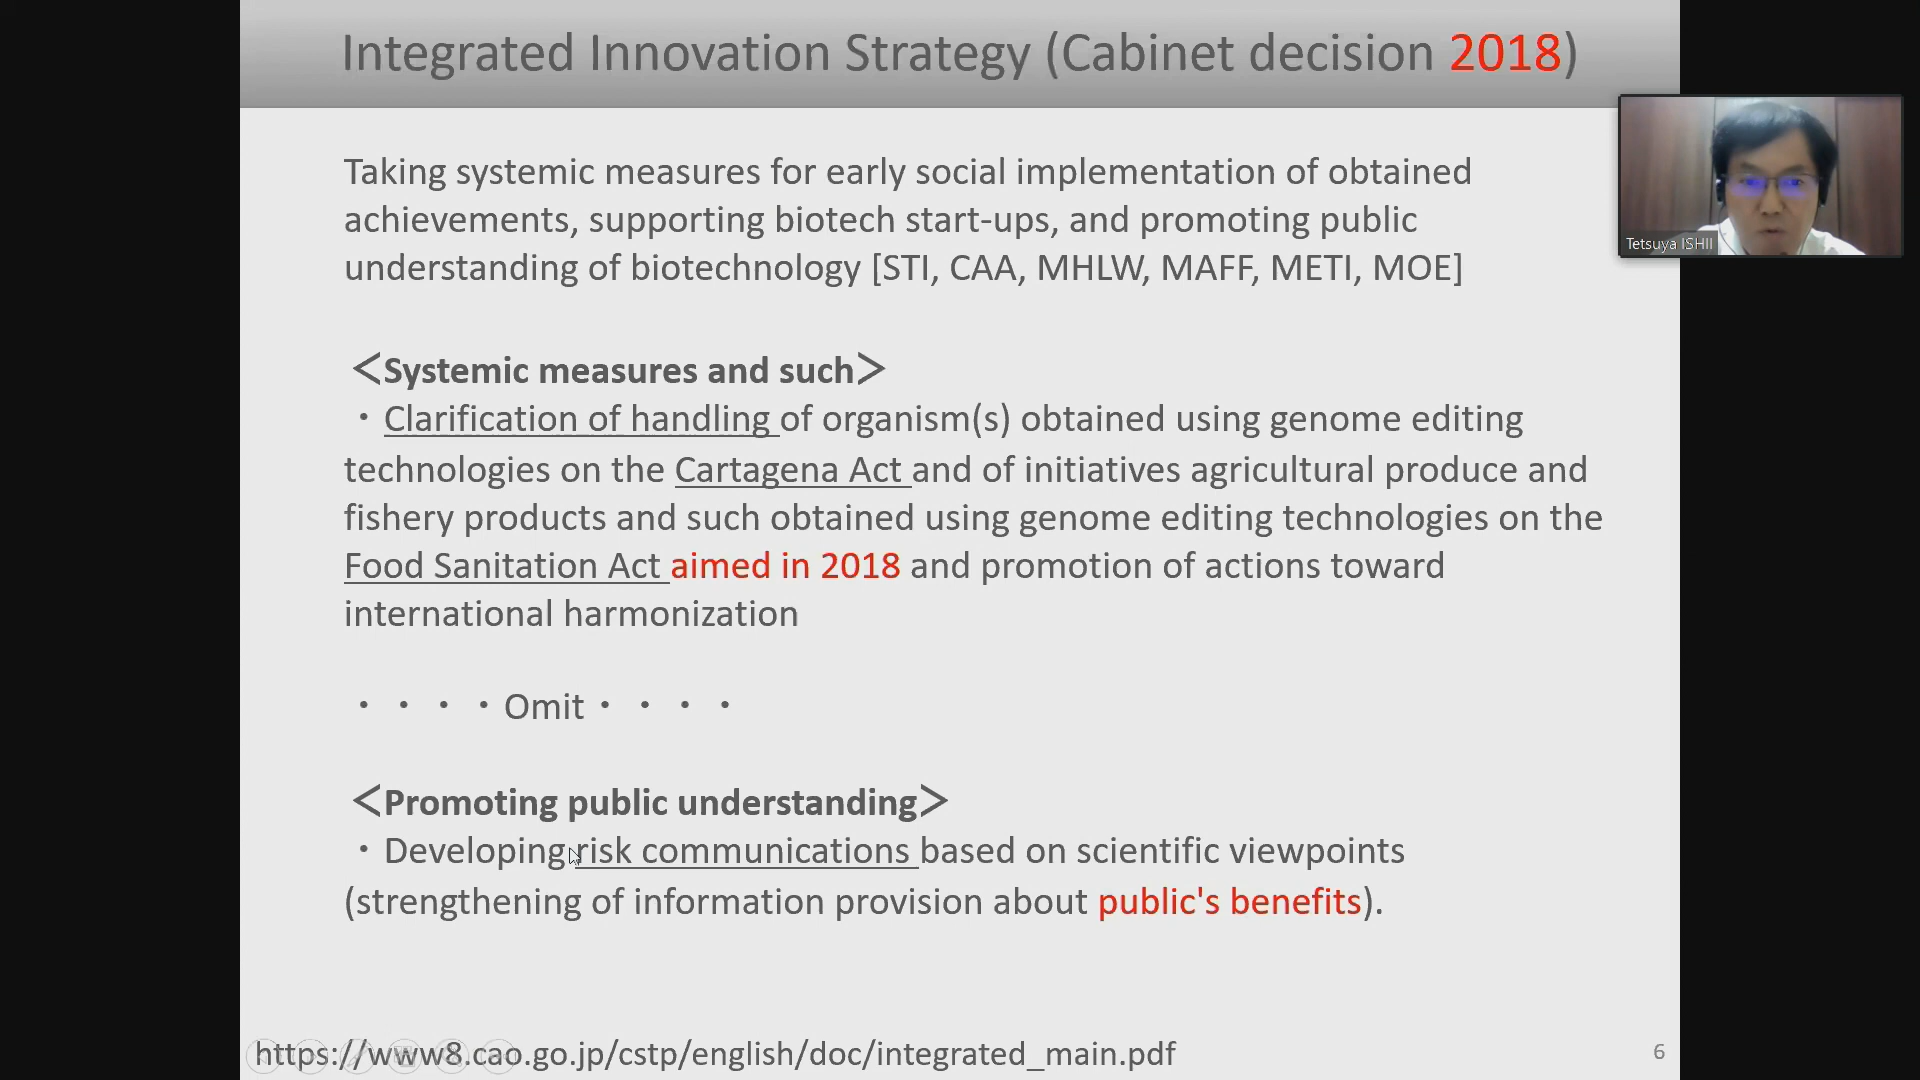 Integrated Innovation Strategy (Cabinet decision 2018)
Taking systemic measures for early social implementation of obtained
achievements, supporting biotech start-ups, and promoting public
understanding of biotechnology [STI, CAA, MHLW, MAFF, METI, MOE]
Tetsuya ISHII
＜Systemic measures and such＞
・Clarification of handling of organism(s) obtained using genome editing
technologies on the Cartagena Act and of initiatives agricultural produce and
fishery products and such obtained using genome editing technologies on the
Food Sanitation Act aimed in 2018 and promotion of actions toward
international harmonization
・・・・Omit・・・・
＜Promoting public understanding＞
・Developing risk communications based on scientific viewpoints
(strengthening of information provision about public's benefits).
https://www8.cao.go.jp/cstp/english/doc/integrated_main.pdf
6